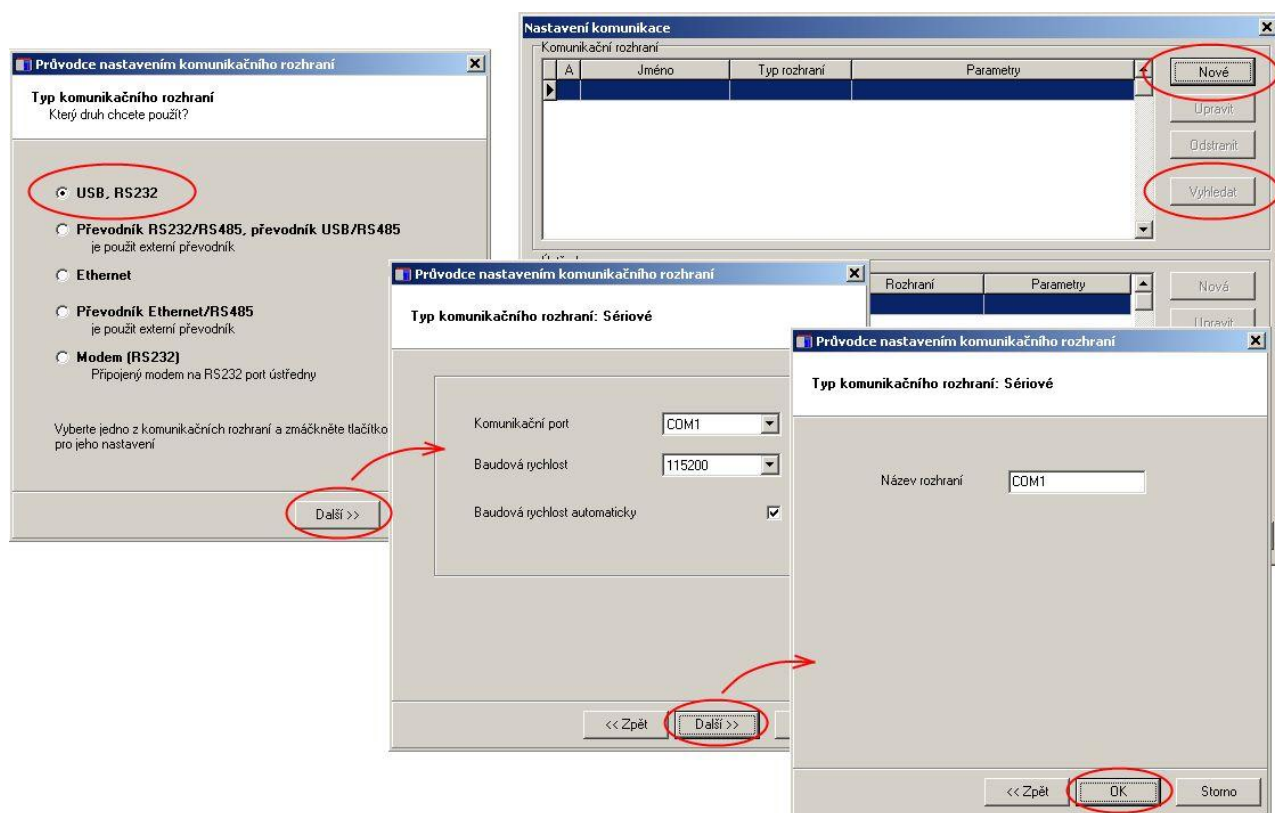 Průvodce nastavením komunikačního rozhraní
Typ komunikačního rozhraní
Který druh chcete použít?
USB, RS232
Převodník RS232/RS485, převodník USB/RS485
je použit externí převodník
Ethernet
Převodník Ethernet/RS485
je použit externí převodník
Modem (RS232)
Připojený modem na RS232 port ústředny
Vyberte jedno z komunikačních rozhraní a zmáčkněte tlačítko
pro jeho nastavení
Další >>
Nastavení komunikace
Komunikační rozhraní
A Jméno Typ rozhraní Parametry
Nové
Upravit
Odstranit
Vyhledat
Rozhraní Parametry
Nová
Upravit
Průvodce nastavením komunikačního rozhraní
Typ komunikačního rozhraní: Sériové
Komunikační port COM1
Baudová rychlost 115200
Baudová rychlost automaticky
<< Zpět Další >>
Průvodce nastavením komunikačního rozhraní
Typ komunikačního rozhraní: Sériové
Název rozhraní COM1
<< Zpět OK Storno